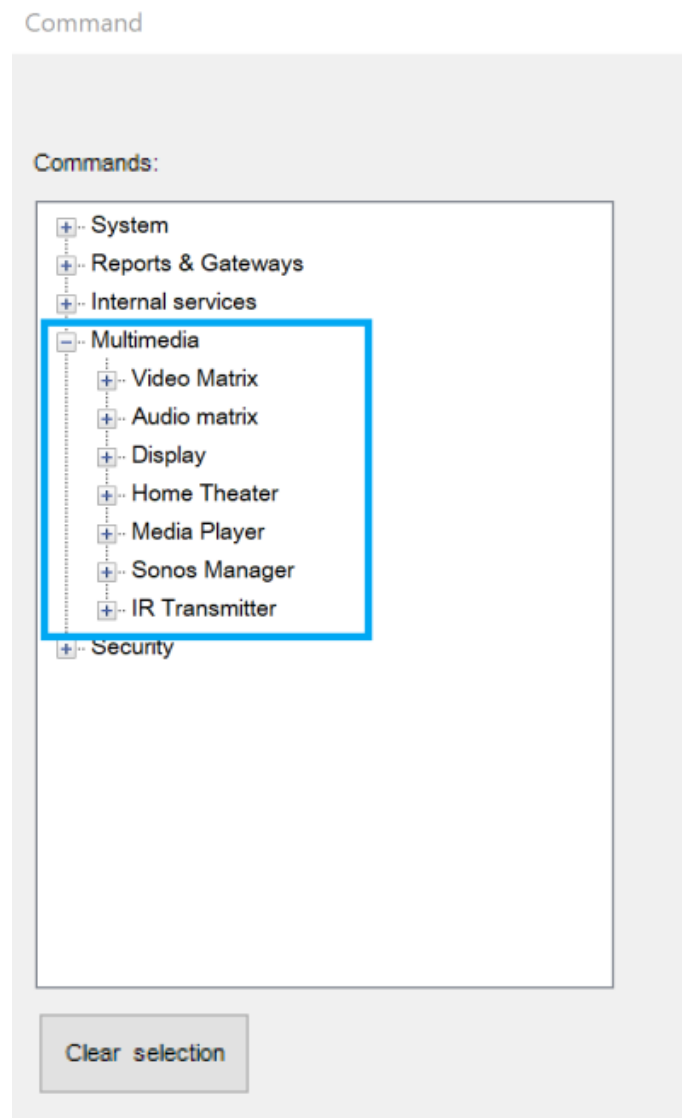 Command
Commands:
System
Reports & Gateways
Internal services
Multimedia
Video Matrix
Audio matrix
Display
Home Theater
Media Player
Sonos Manager
IR Transmitter
Security
Clear selection